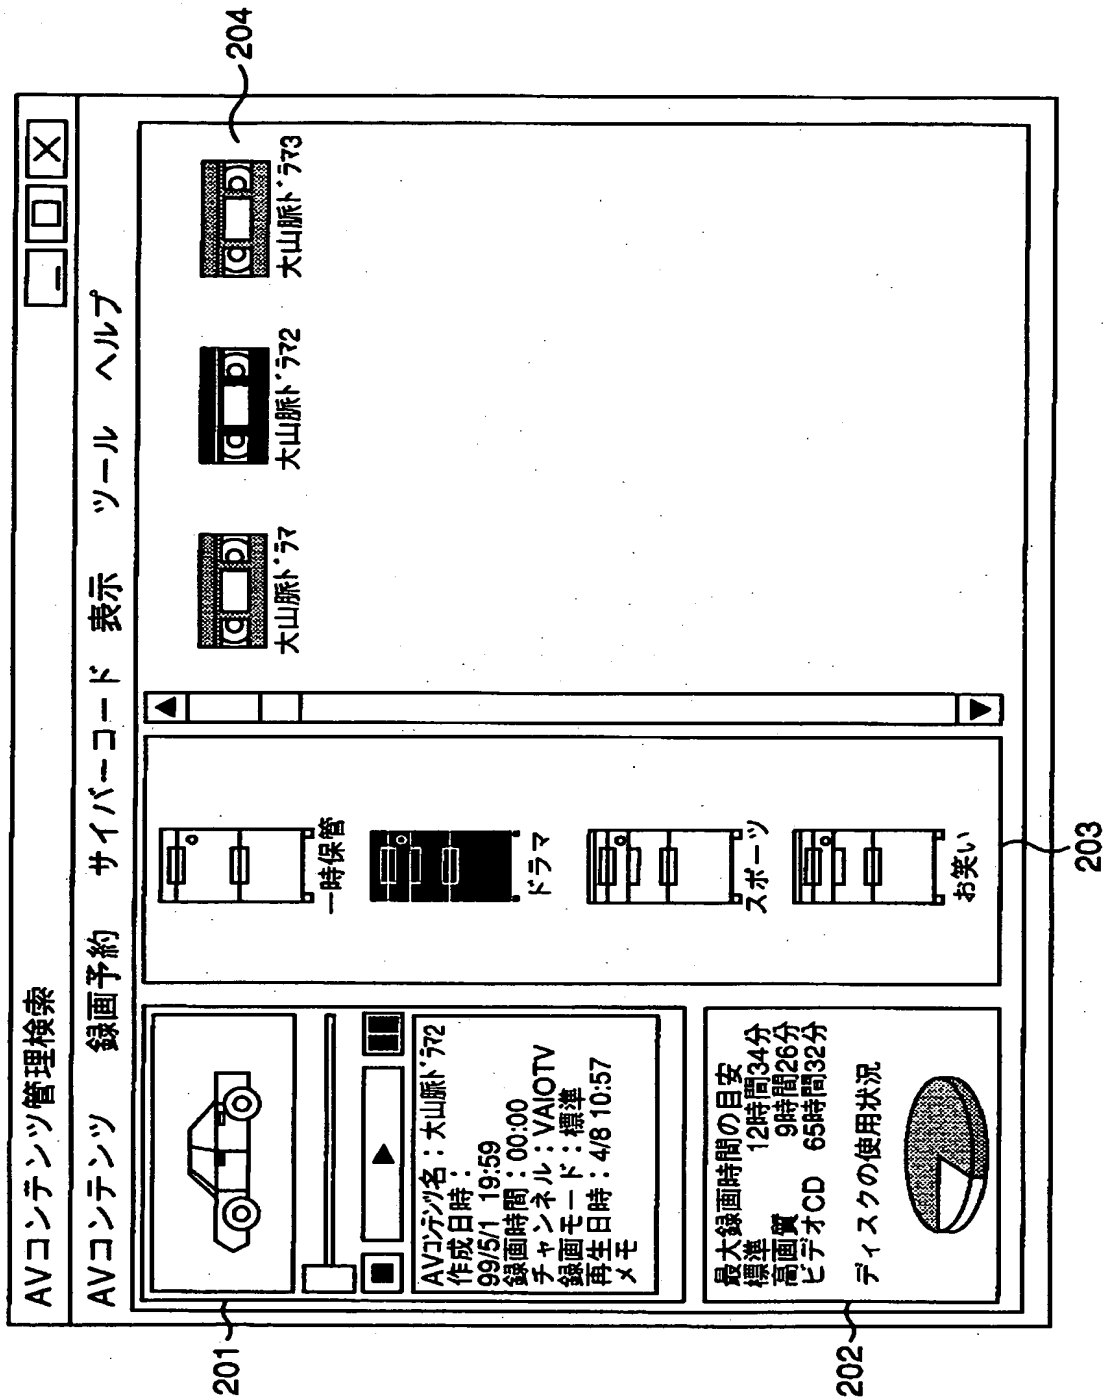 AVコンテンツ管理検索
AVコンテンツ 録画予約 サイバーコード 表示 ツール ヘルプ
201
AVコンテンツ名：大山脈ドラマ2
作成日時：
99/5/1 19:59
録画時間：00:00
チャンネル：VAIOTV
録画モード：標準
再生日時：4/8 10:57
メモ
202
最大録画時間の目安
標準 12時間34分
高画質 9時間26分
ビデオCD 65時間32分
ディスクの使用状況
一時保管
ドラマ
スポーツ
お笑い
203
大山脈ドラマ
大山脈ドラマ2
大山脈ドラマ3
204